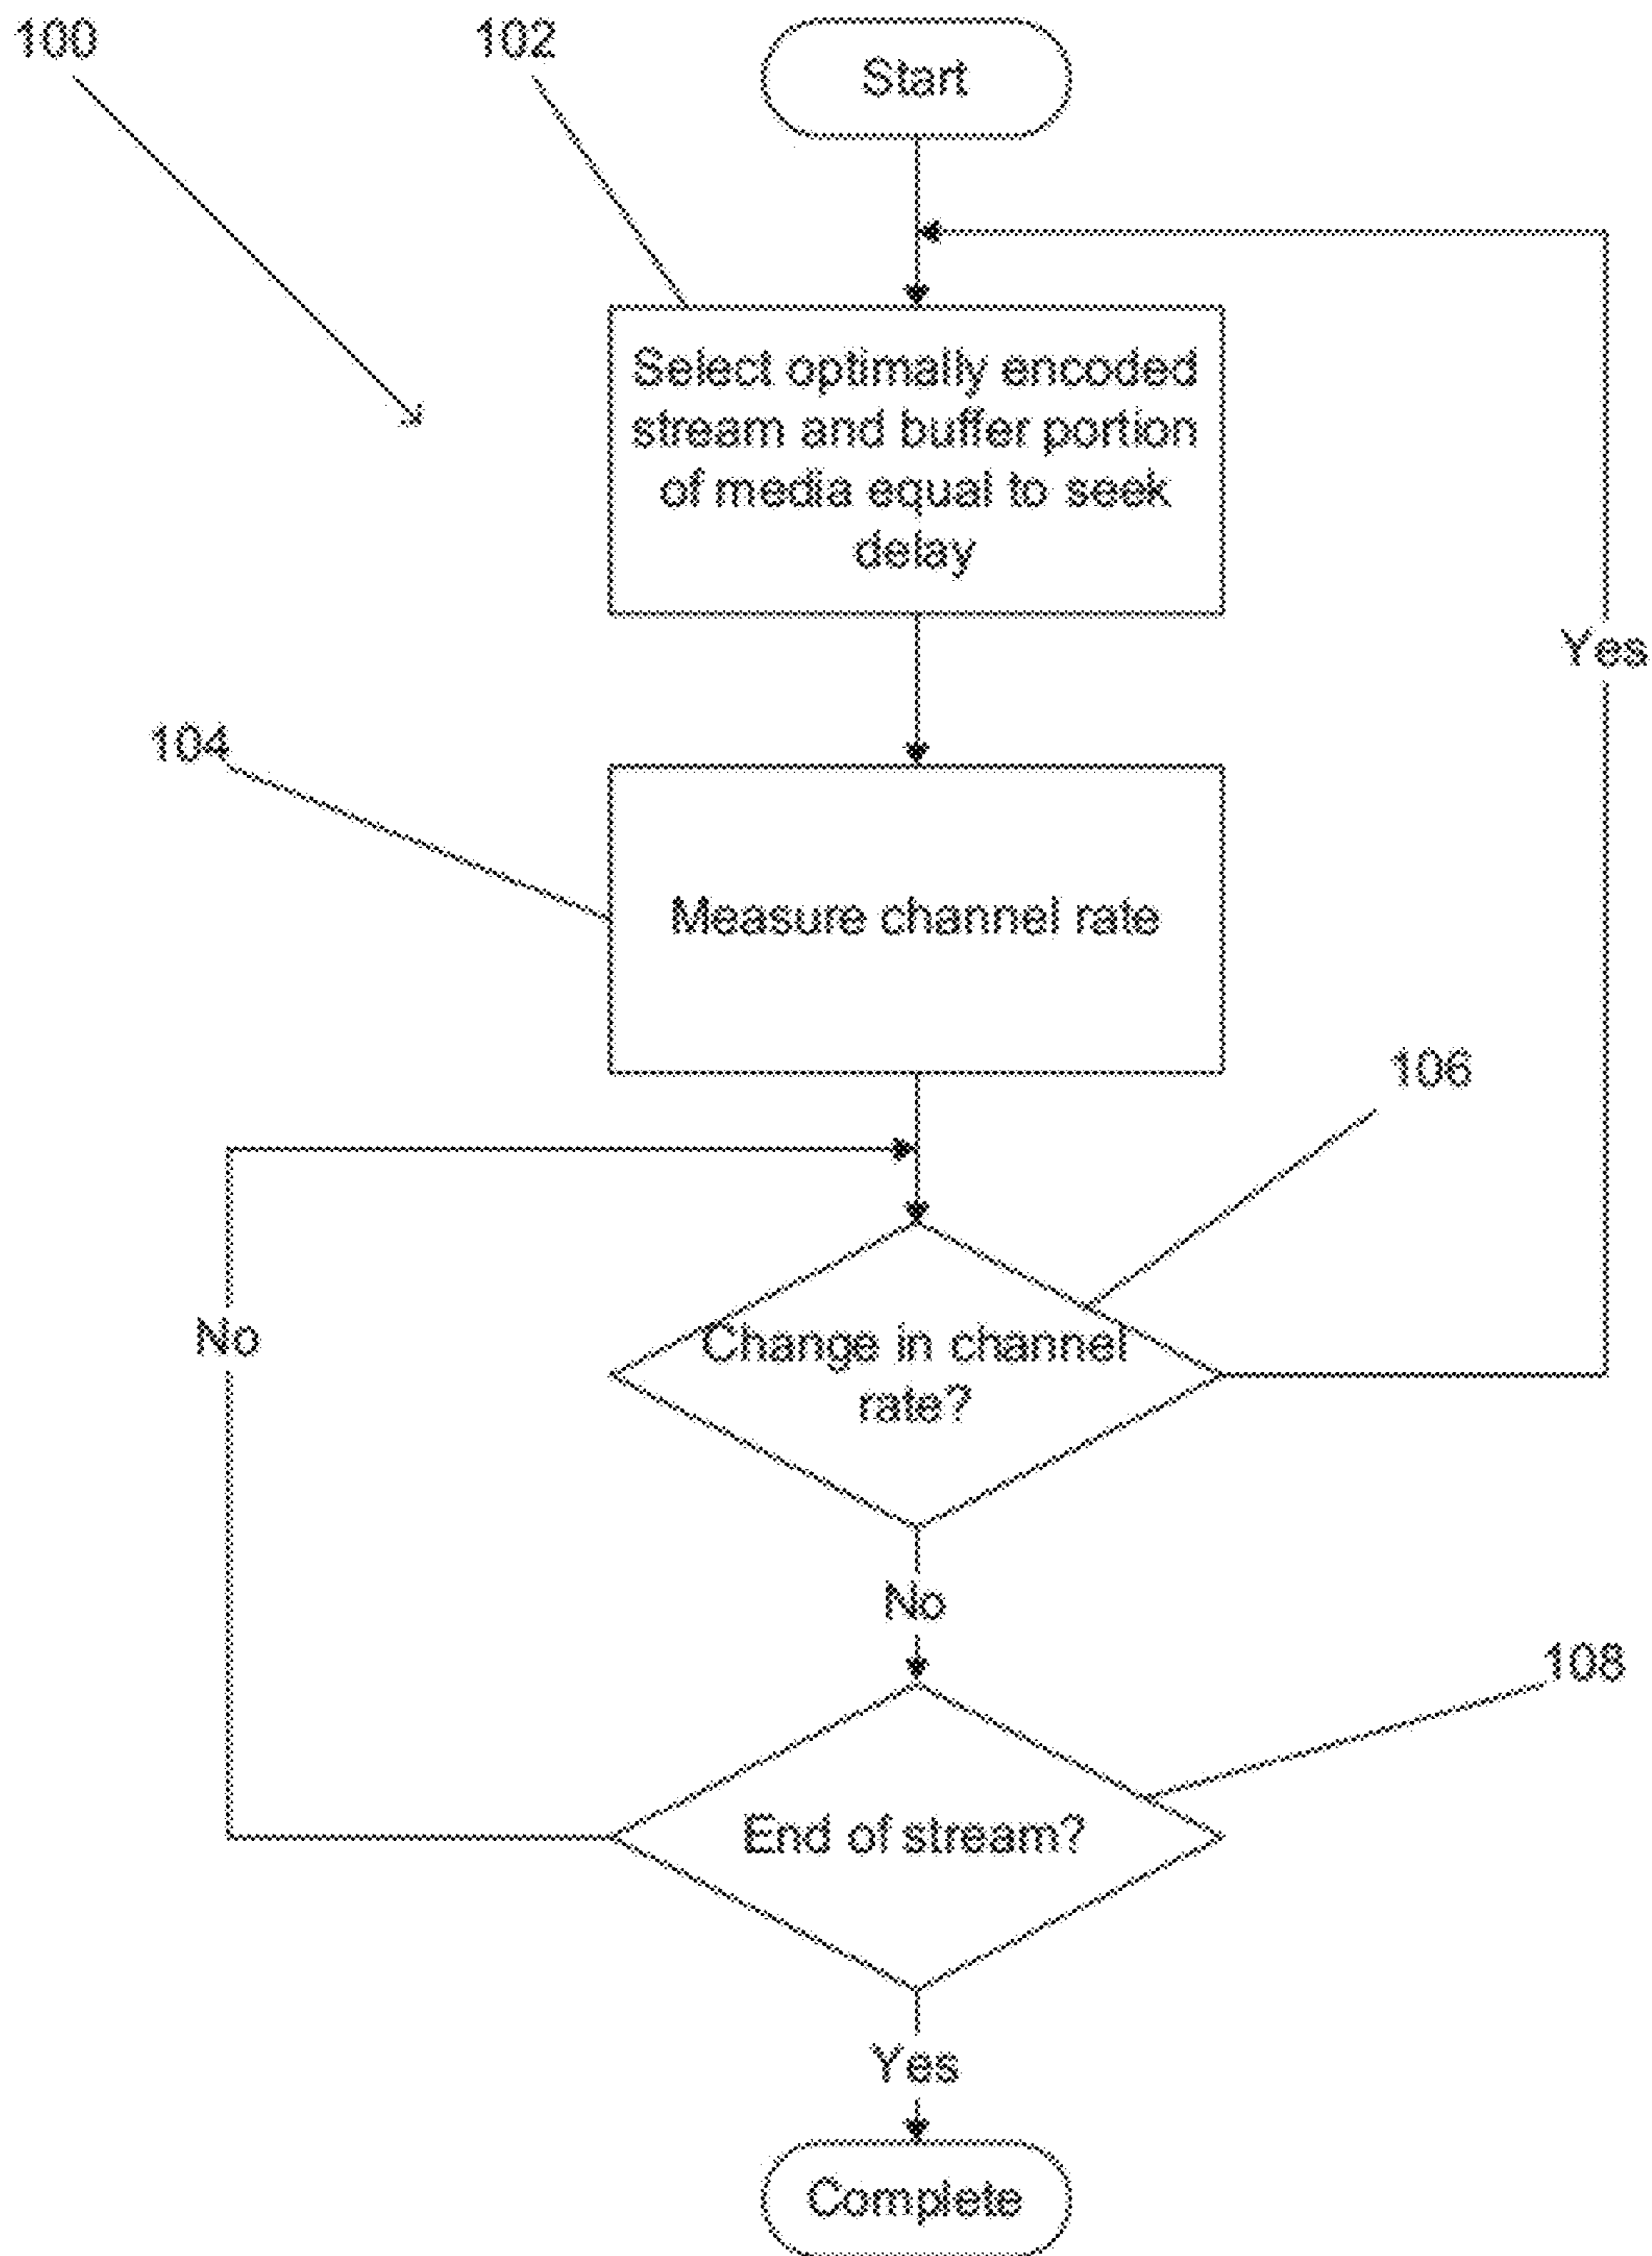 100
102
Start
Select optimally encoded
stream and buffer portion
of media equal to seek
delay
Yes
104
Measure channel rate
106
No
Change in channel
rate?
No
108
End of stream?
Yes
Complete